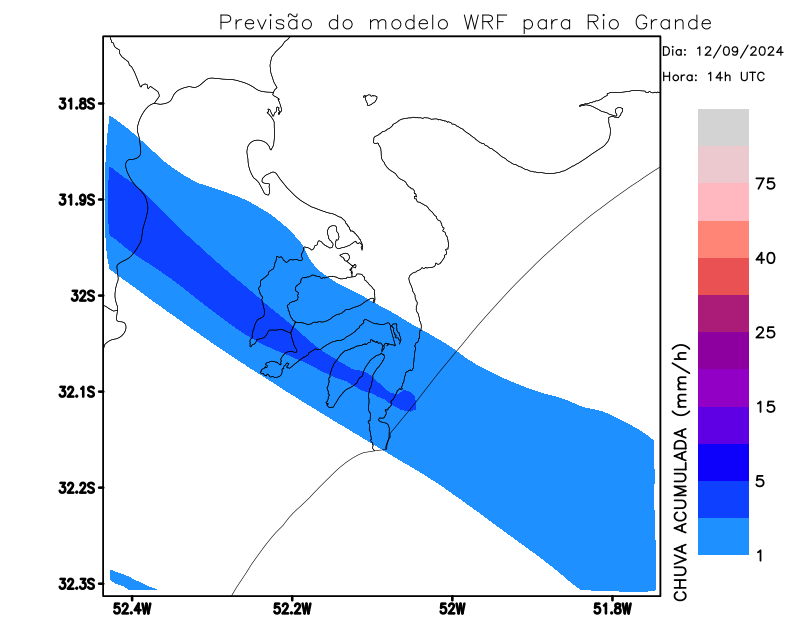 Previsão do modelo WRF para Rio Grande
Dia: 12/09/2024
Hora: 14h UTC
31.8S
31.9S
32S
32.1S
32.2S
32.3S
52.4W
52.2W
52W
51.8W
75
40
25
15
5
1
CHUVA ACUMULADA (mm/h)